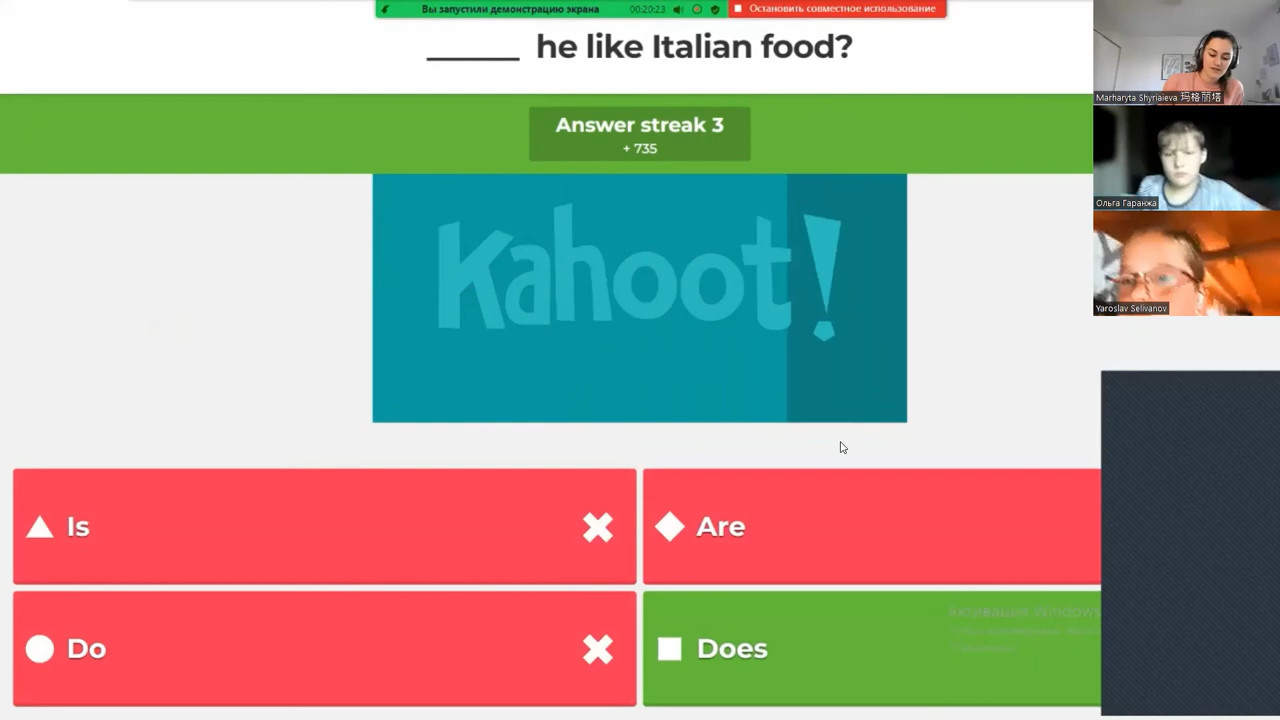 Вы запустили демонстрацию экрана 00:20:23 Остановить совместное использование
_____ he like Italian food?
Answer streak 3
+ 735
Kahoot!
Marharyta Shyriaieva 玛格丽塔
Ольга Гаранжа
Yaroslav Selivanov
Is
Are
Do
Does
Активация Windows